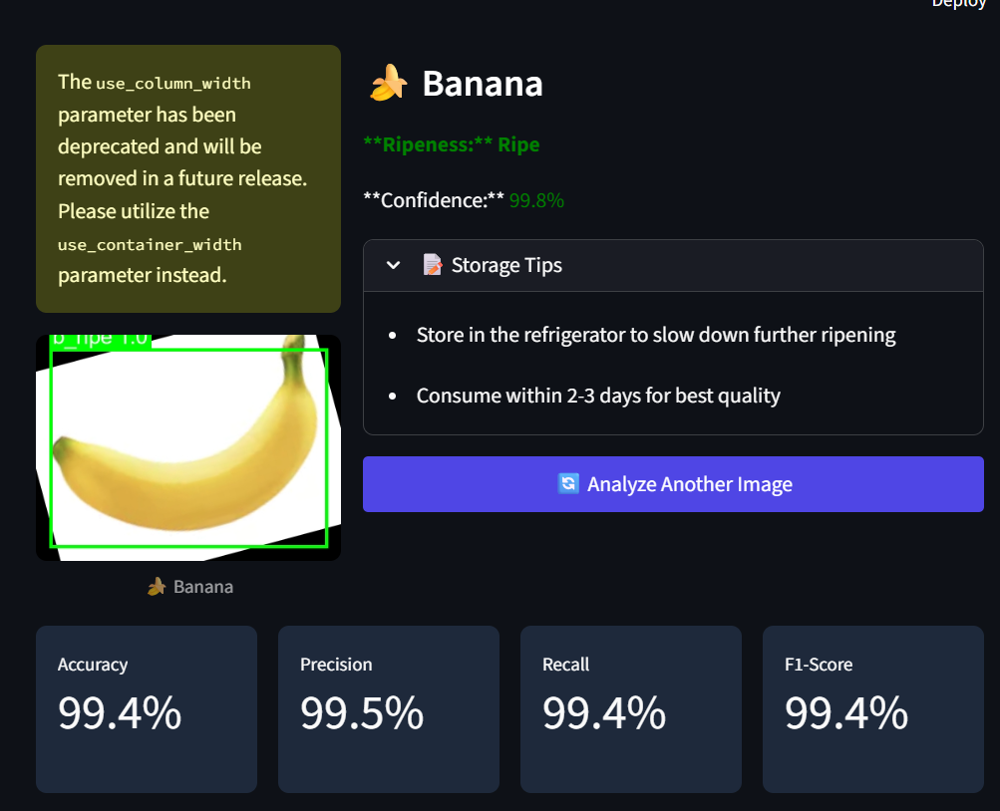 Deploy
The use_column_width
parameter has been
deprecated and will be
removed in a future release.
Please utilize the
use_container_width
parameter instead.
🍌 Banana
**Ripeness:** Ripe
**Confidence:** 99.8%
📝 Storage Tips
• Store in the refrigerator to slow down further ripening
• Consume within 2-3 days for best quality
🔄 Analyze Another Image
b_ripe 1.0
🍌 Banana
Accuracy
99.4%
Precision
99.5%
Recall
99.4%
F1-Score
99.4%